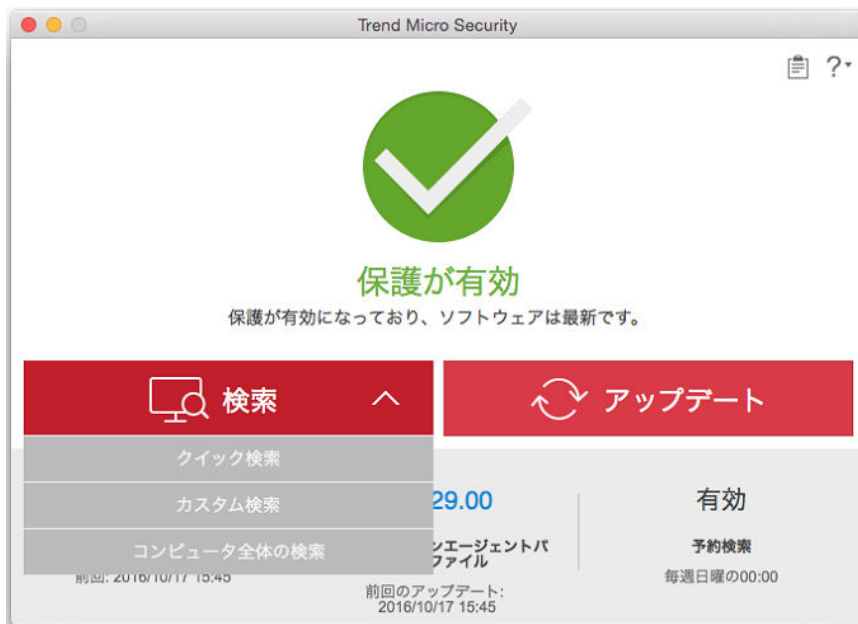 Trend Micro Security
?
保護が有効
保護が有効になっており、ソフトウェアは最新です。
検索
アップデート
クイック検索
カスタム検索
コンピュータ全体の検索
前回: 2016/10/17 15:45
29.00
ンエージェントパ
ファイル
前回のアップデート:
2016/10/17 15:45
有効
予約検索
毎週日曜の00:00